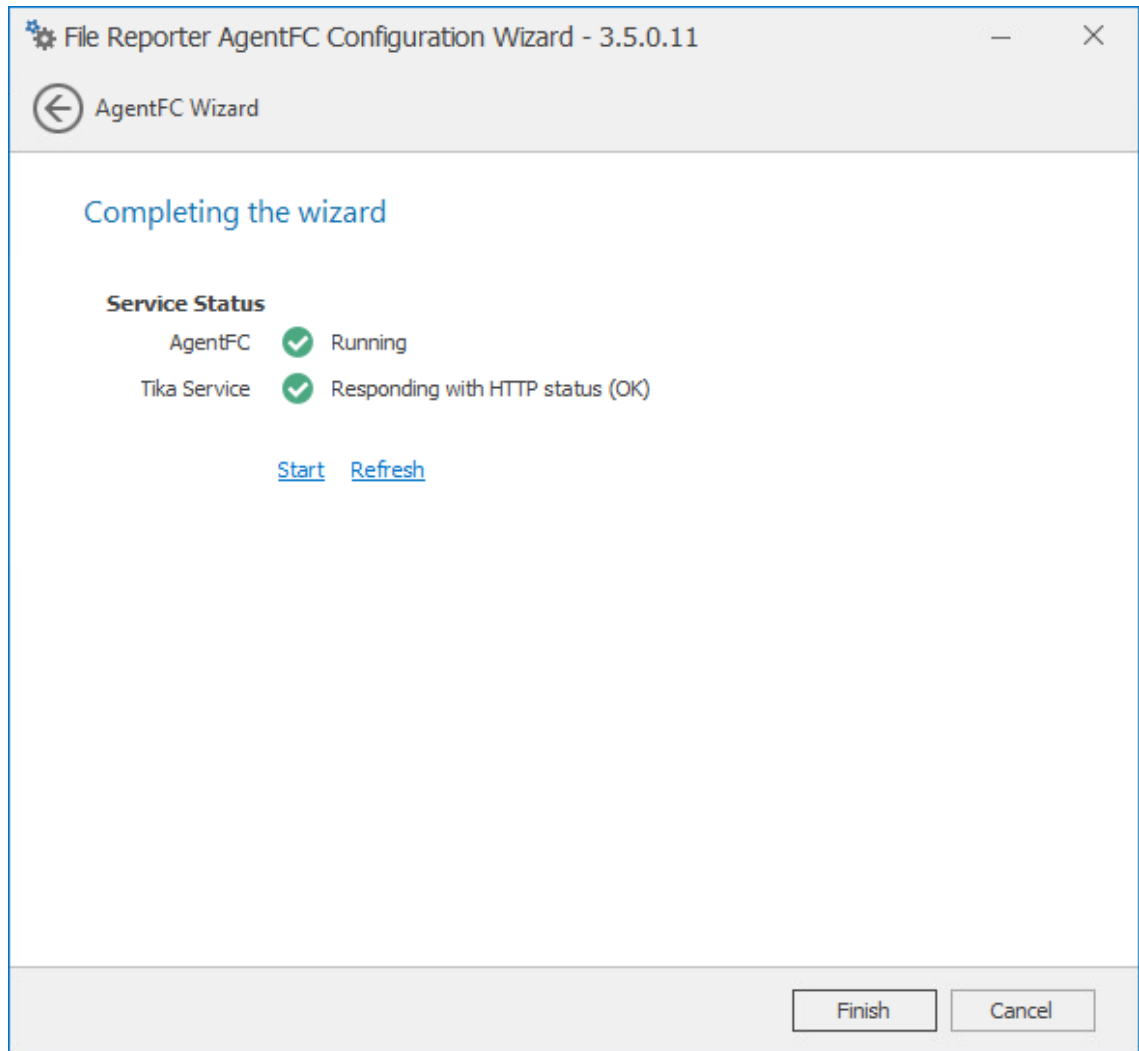 File Reporter AgentFC Configuration Wizard - 3.5.0.11
AgentFC Wizard
Completing the wizard
Service Status
AgentFC Running
Tika Service Responding with HTTP status (OK)
Start Refresh
Finish Cancel